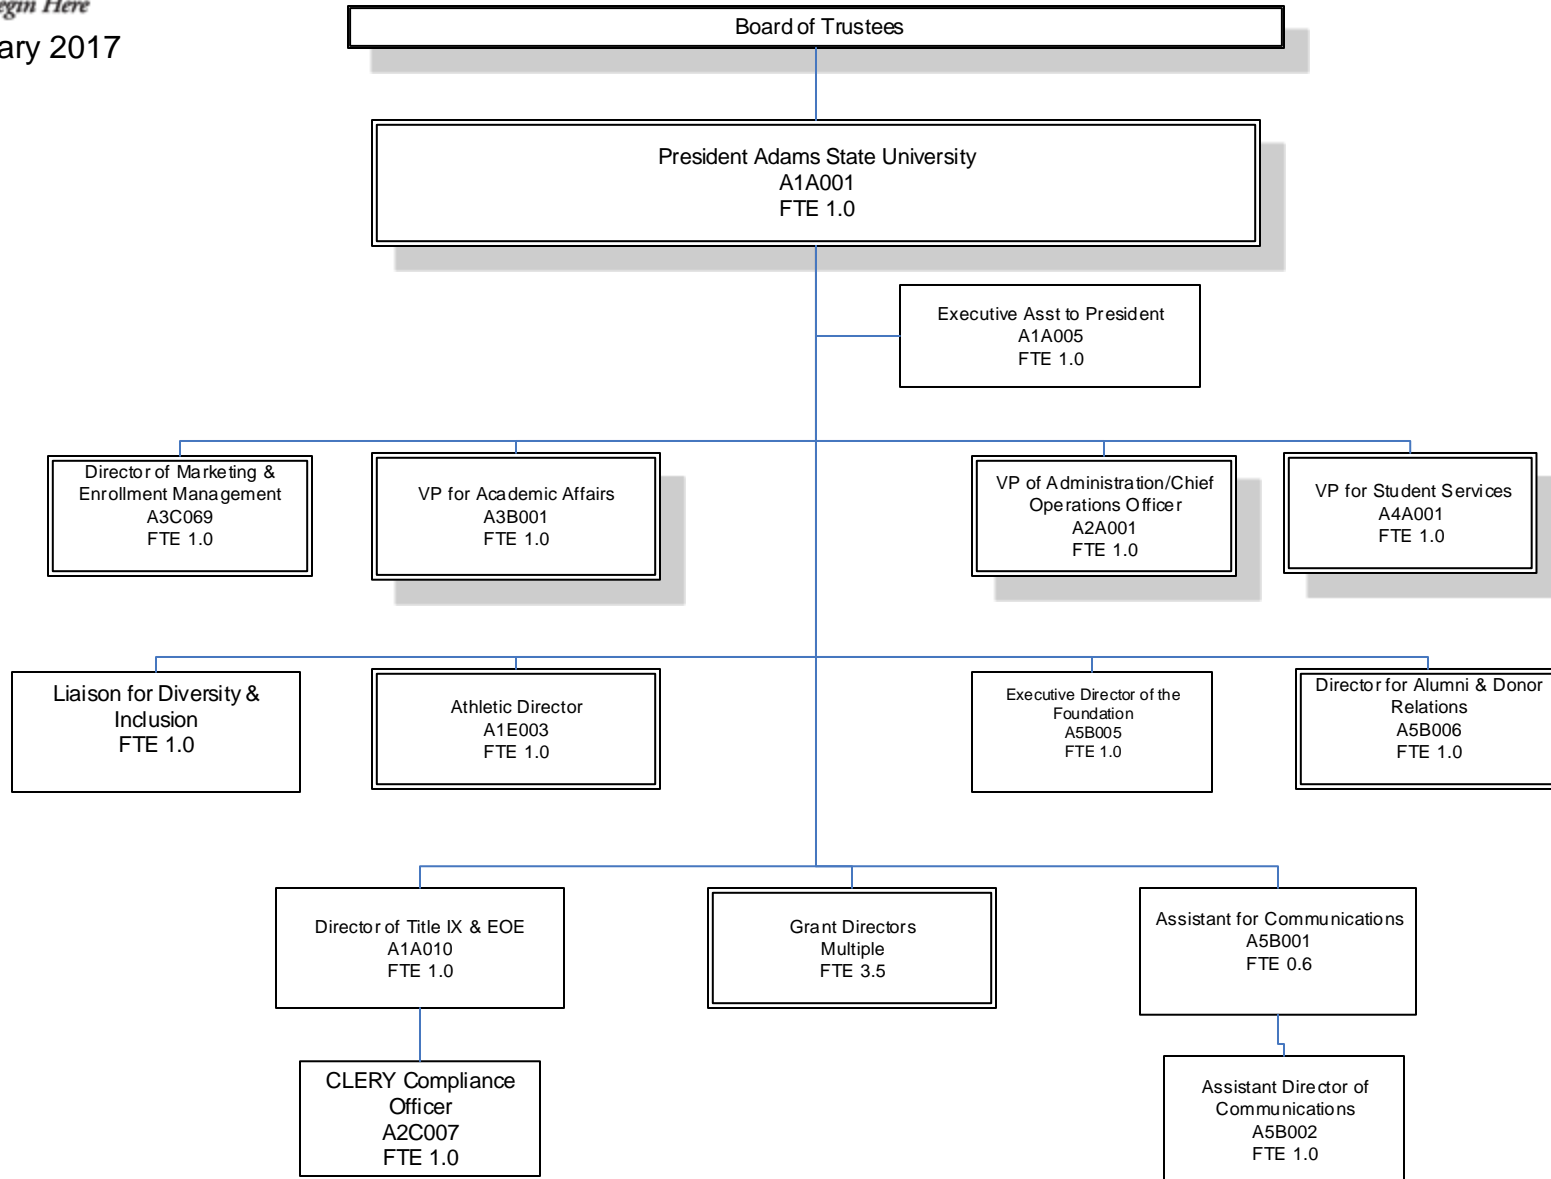 egin Here
ary 2017
Board of Trustees
President Adams State University
A1A001
FTE 1.0
Executive Asst to President
A1A005
FTE 1.0
Director of Marketing &
Enrollment Management
A3C069
FTE 1.0
VP for Academic Affairs
A3B001
FTE 1.0
VP of Administration/Chief
Operations Officer
A2A001
FTE 1.0
VP for Student Services
A4A001
FTE 1.0
Liaison for Diversity &
Inclusion
FTE 1.0
Athletic Director
A1E003
FTE 1.0
Executive Director of the
Foundation
A5B005
FTE 1.0
Director for Alumni & Donor
Relations
A5B006
FTE 1.0
Director of Title IX & EOE
A1A010
FTE 1.0
Grant Directors
Multiple
FTE 3.5
Assistant for Communications
A5B001
FTE 0.6
CLERY Compliance
Officer
A2C007
FTE 1.0
Assistant Director of
Communications
A5B002
FTE 1.0